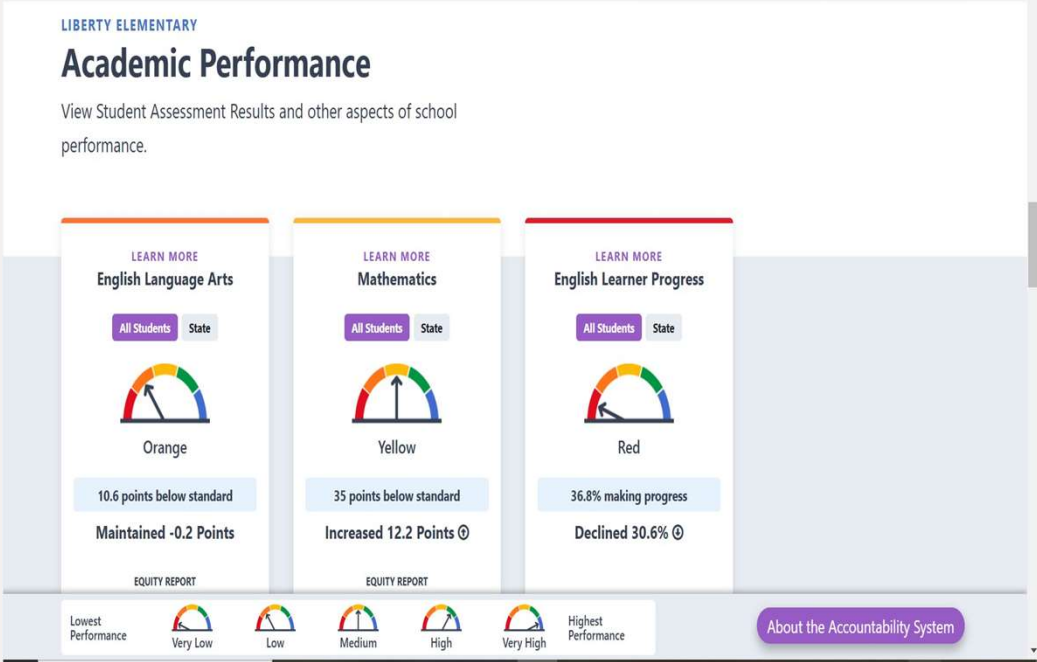 LIBERTY ELEMENTARY
Academic Performance
View Student Assessment Results and other aspects of school
performance.
LEARN MORE
English Language Arts
All Students State
Orange
10.6 points below standard
Maintained -0.2 Points
EQUITY REPORT
LEARN MORE
Mathematics
All Students State
Yellow
35 points below standard
Increased 12.2 Points
EQUITY REPORT
LEARN MORE
English Learner Progress
All Students State
Red
36.8% making progress
Declined 30.6%
Lowest
Performance
Very Low
Low
Medium
High
Very High
Highest
Performance
About the Accountability System